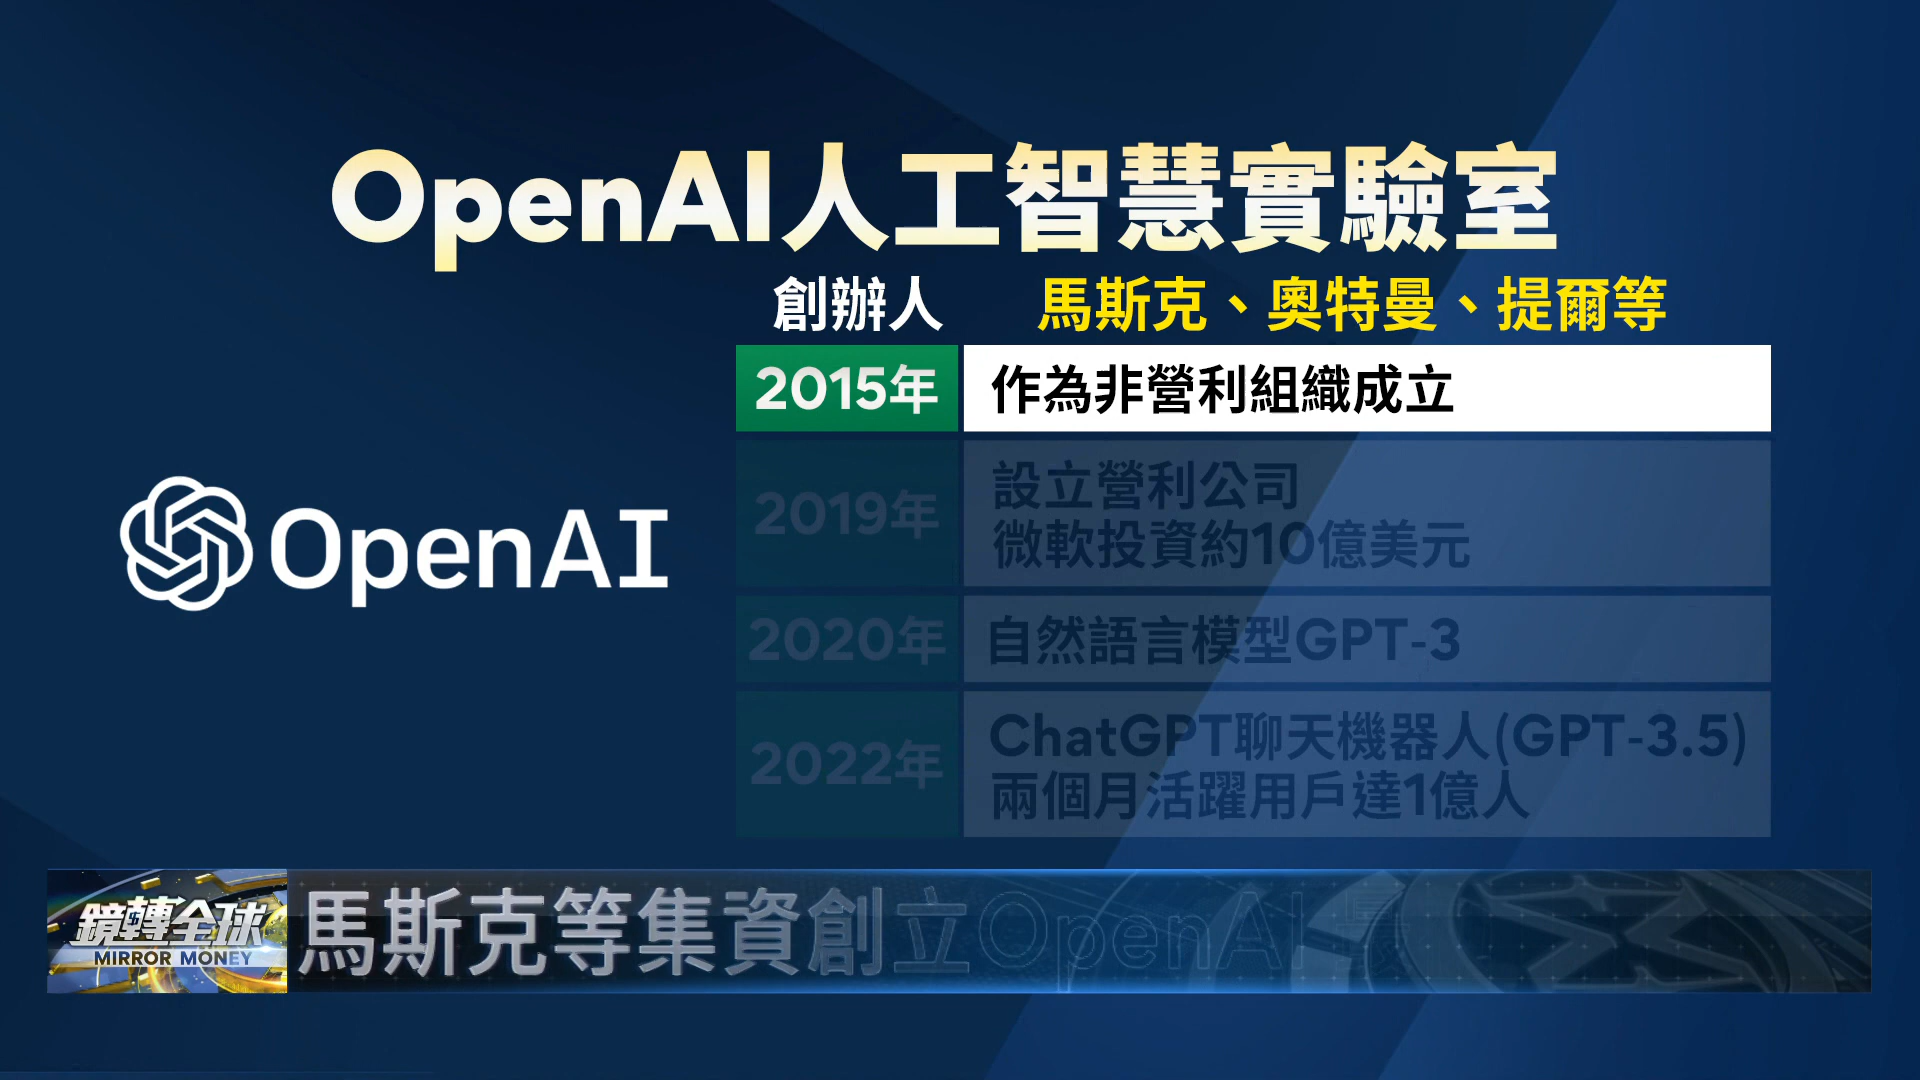 OpenAI人工智慧實驗室
創辦人 馬斯克、奧特曼、提爾等
2015年 作為非營利組織成立
2019年 設立營利公司
微軟投資約10億美元
2020年 自然語言模型GPT-3
2022年 ChatGPT聊天機器人(GPT-3.5)
兩個月活躍用戶達1億人
OpenAI
鏡轉全球
MIRROR MONEY
馬斯克等集資創立OpenAI